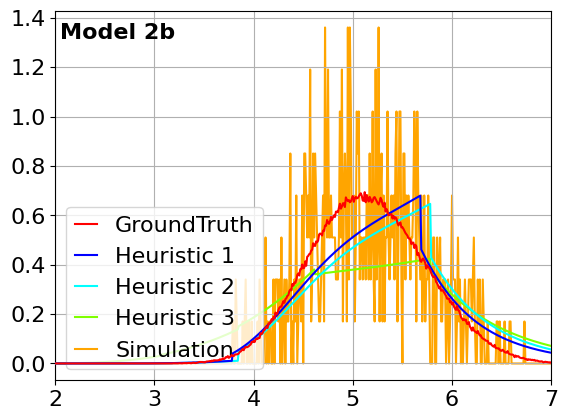 Model 2b
1.4
1.2
1.0
0.8
0.6
0.4
0.2
0.0
GroundTruth
Heuristic 1
Heuristic 2
Heuristic 3
Simulation
2 3 4 5 6 7